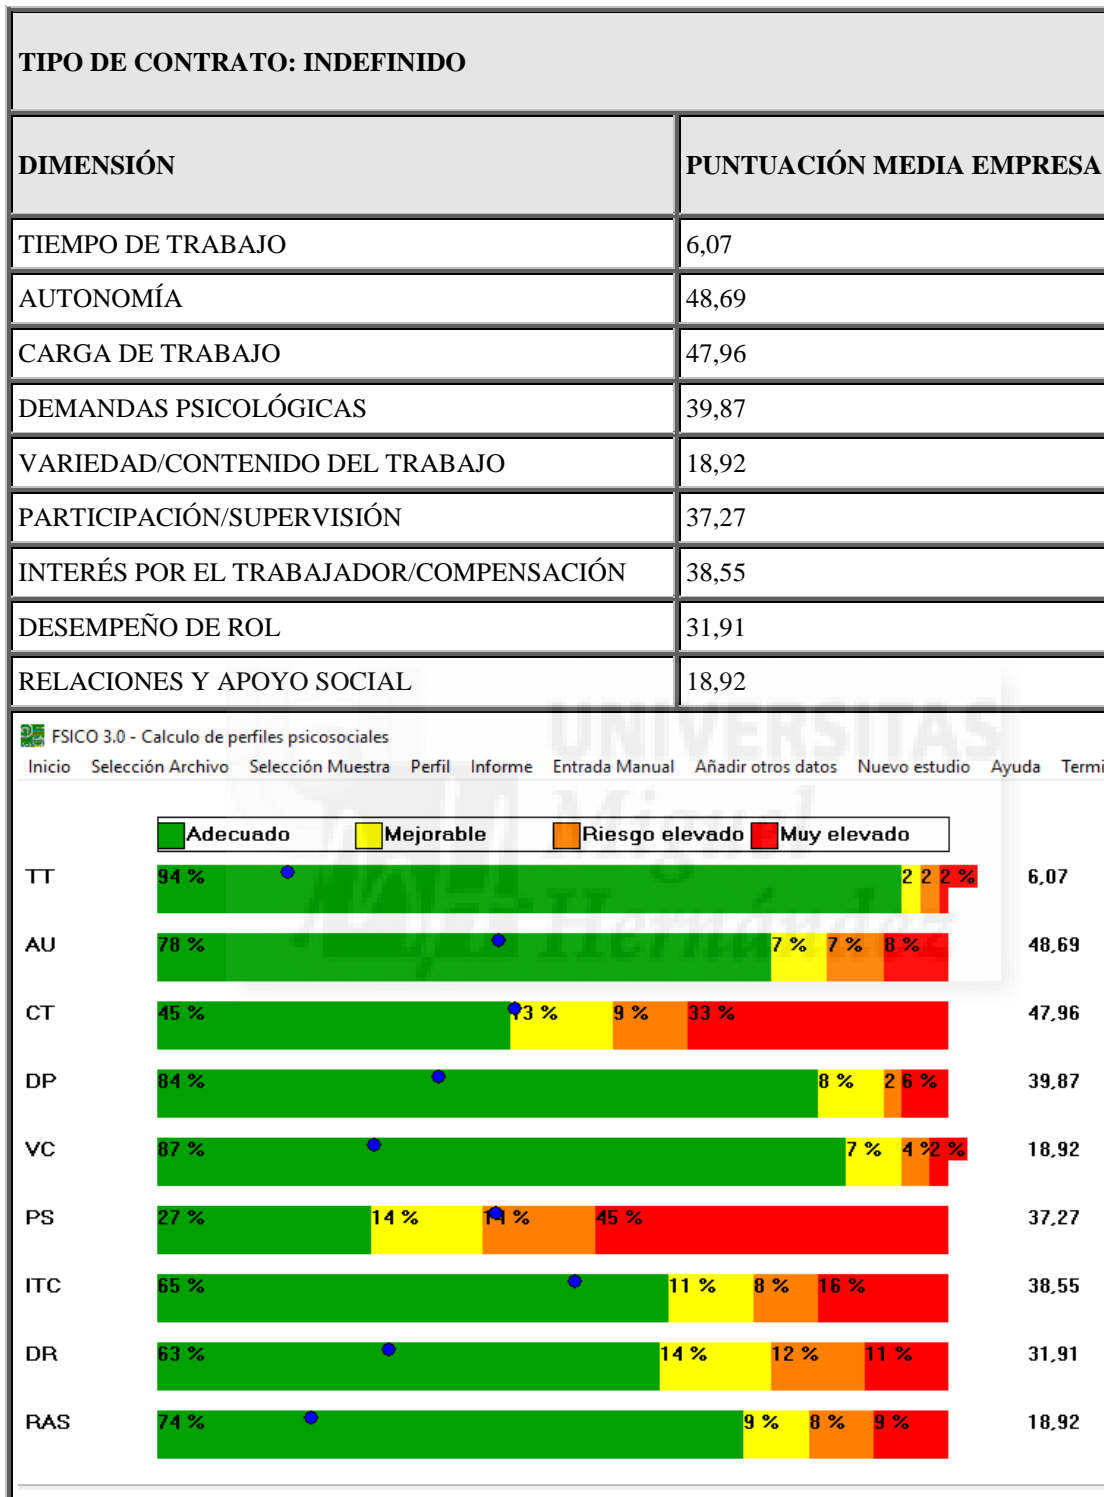 TIPO DE CONTRATO: INDEFINIDO
DIMENSIÓN PUNTUACIÓN MEDIA EMPRESA
TIEMPO DE TRABAJO 6,07
AUTONOMÍA 48,69
CARGA DE TRABAJO 47,96
DEMANDAS PSICOLÓGICAS 39,87
VARIEDAD/CONTENIDO DEL TRABAJO 18,92
PARTICIPACIÓN/SUPERVISIÓN 37,27
INTERÉS POR EL TRABAJADOR/COMPENSACIÓN 38,55
DESEMPEÑO DE ROL 31,91
RELACIONES Y APOYO SOCIAL 18,92
UNIVERSITAS
Miguel
Hernández
FSICO 3.0 - Calculo de perfiles psicosociales
Inicio Selección Archivo Selección Muestra Perfil Informe Entrada Manual Añadir otros datos Nuevo estudio Ayuda Termi
Adecuado Mejorable Riesgo elevado Muy elevado
TT 94 % 2 2 2 % 6,07
AU 78 % 7 % 7 % 8 % 48,69
CT 45 % 13 % 9 % 33 % 47,96
DP 84 % 8 % 2 6 % 39,87
VC 87 % 7 % 4 % 2 % 18,92
PS 27 % 14 % 14 % 45 % 37,27
ITC 65 % 11 % 8 % 16 % 38,55
DR 63 % 14 % 12 % 11 % 31,91
RAS 74 % 9 % 8 % 9 % 18,92